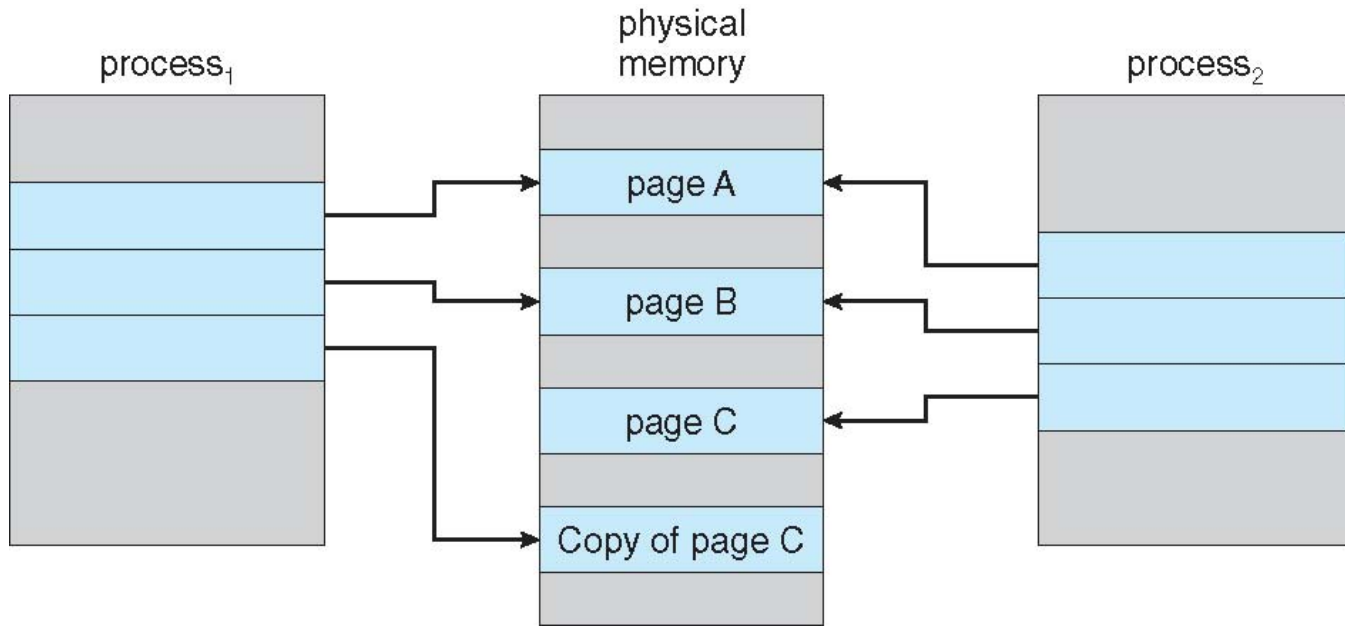 physical
memory
process₁
process₂
page A
page B
page C
Copy of page C